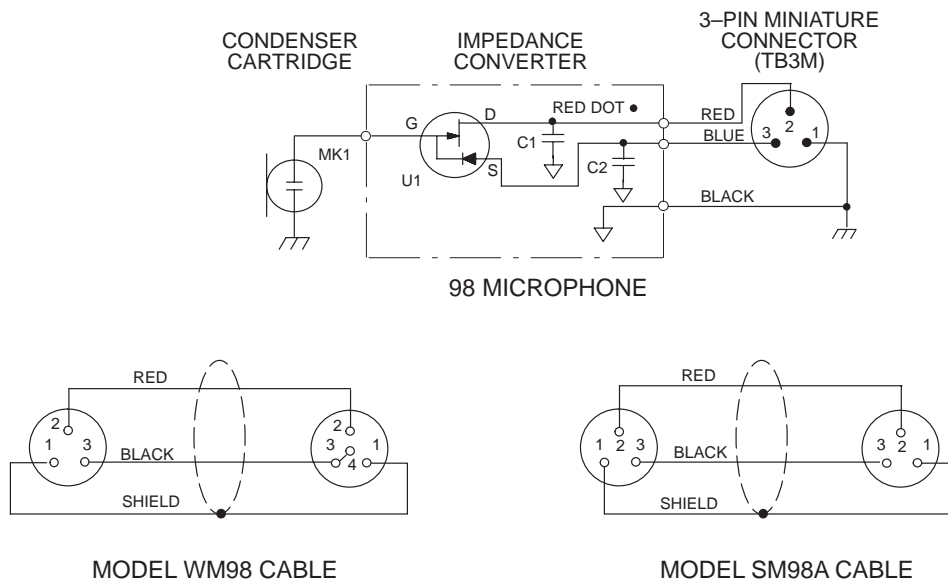 CONDENSER
CARTRIDGE
IMPEDANCE
CONVERTER
3–PIN MINIATURE
CONNECTOR
(TB3M)
G
D
RED DOT
RED
2
MK1
C1
BLUE
3
1
U1
S
C2
BLACK
98 MICROPHONE
RED
2
2
1
3
BLACK
3
1
4
SHIELD
MODEL WM98 CABLE
RED
1
2
3
BLACK
3
2
1
SHIELD
MODEL SM98A CABLE